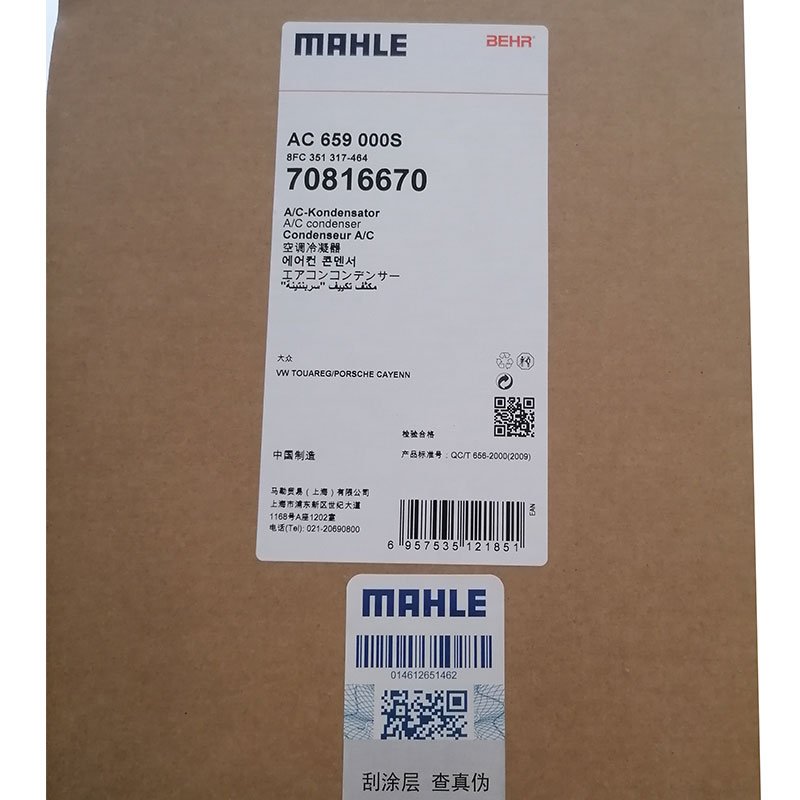 MAHLE
BEHR
AC 659 000S
8FC 351 317-464
70816670
A/C-Kondensator
A/C condenser
Condenseur A/C
空调冷凝器
에어컨 콘덴서
エアコンコンデンサー
مكثف تكييف "سربنتينة"
大众
VW TOUAREG/PORSCHE CAYENN
检验合格
中国制造
产品标准号：QC/T 656-2000(2009)
马勒贸易（上海）有限公司
上海市浦东新区世纪大道
1168号A座1202室
电话(Tel): 021-20690800
EAN
6 957535 121851
MAHLE
014612651462
刮涂层 查真伪